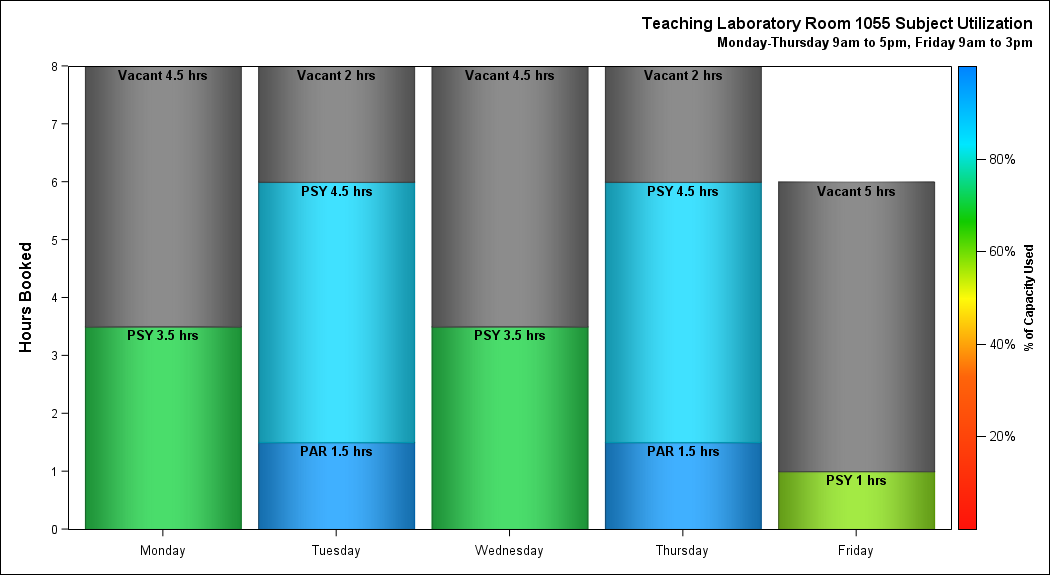 Teaching Laboratory Room 1055 Subject Utilization
Monday-Thursday 9am to 5pm, Friday 9am to 3pm
Hours Booked
8
7
6
5
4
3
2
1
0
Vacant 4.5 hrs
PSY 3.5 hrs
Vacant 2 hrs
PSY 4.5 hrs
PAR 1.5 hrs
Vacant 4.5 hrs
PSY 3.5 hrs
Vacant 2 hrs
PSY 4.5 hrs
PAR 1.5 hrs
Vacant 5 hrs
PSY 1 hrs
Monday
Tuesday
Wednesday
Thursday
Friday
80%
60%
40%
20%
% of Capacity Used